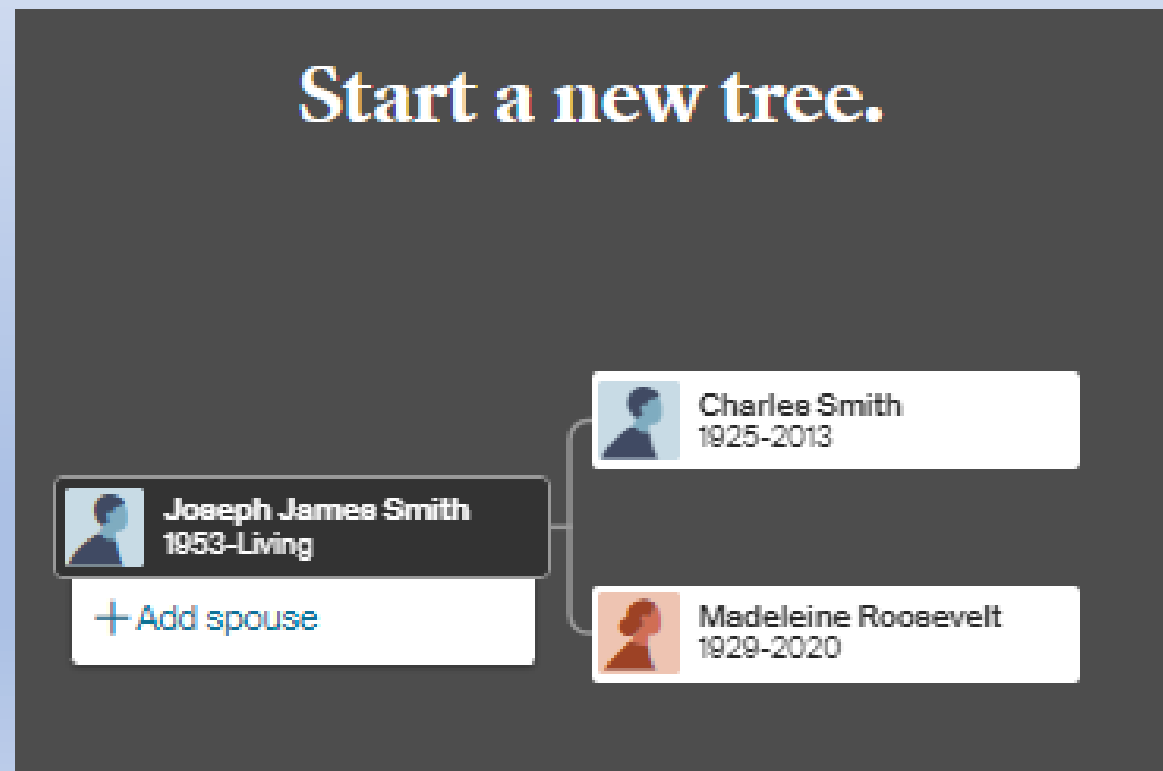 Start a new tree.
Charles Smith
1925-2013
Joseph James Smith
1953-Living
+ Add spouse
Madeleine Roosevelt
1929-2020